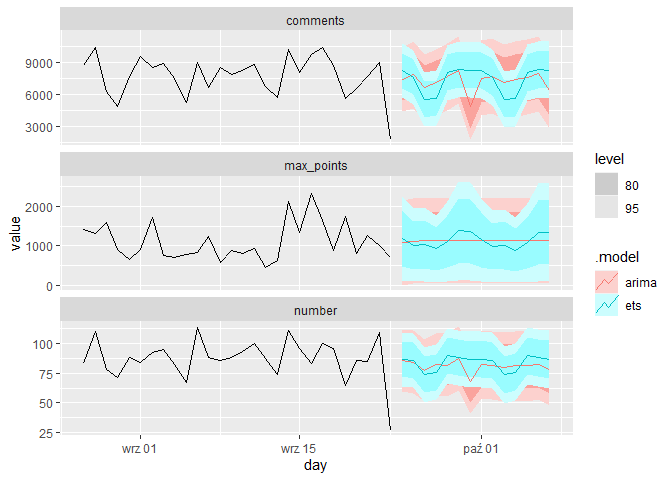 comments
9000
6000
3000
max_points
2000
1000
0
number
100
75
50
25
value
wrz 01
wrz 15
paź 01
day
level
80
95
.model
arima
ets